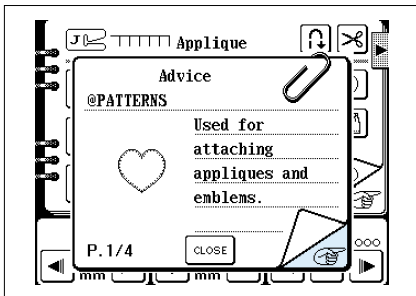 J Applique
Advice
@PATTERNS
Used for
attaching
appliques and
emblems.
P.1/4
CLOSE
mm mm